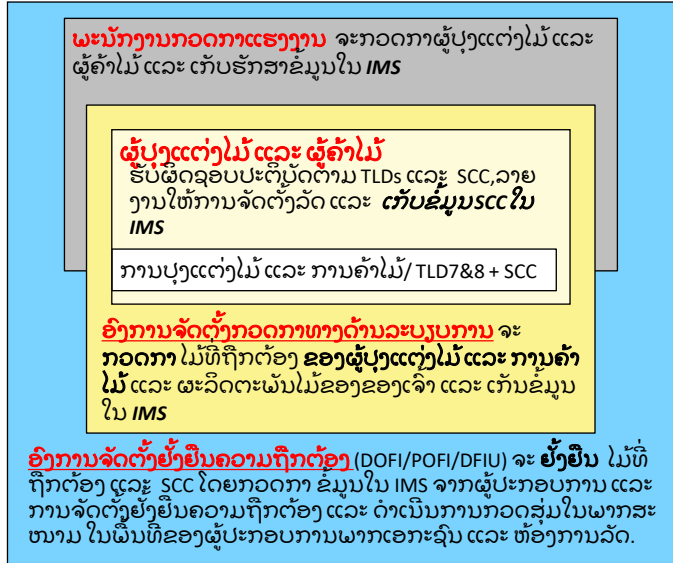 ພະນັກງານກວດກາແຮງງານ ຈະກວດກາຜູ້ປຸງແຕ່ງໄມ້ ແລະ
ຜູ້ຄ້າໄມ້ ແລະ ເກັບຮັກສາຂໍ້ມູນໃນ IMS
ຜູ້ປຸງແຕ່ງໄມ້ ແລະ ຜູ້ຄ້າໄມ້
ຮັບຜິດຊອບປະຕິບັດຕາມ TLDs ແລະ SCC,ລາຍ
ງານໃຫ້ການຈັດຕັ້ງລັດ ແລະ ເກັບຂໍ້ມູນSCCໃນ
IMS
ການປຸງແຕ່ງໄມ້ ແລະ ການຄ້າໄມ້/ TLD7&8 + SCC
ອົງການຈັດຕັ້ງກວດກາທາງດ້ານລະບຽບການ ຈະ
ກວດກາ ໄມ້ທີ່ຖືກຕ້ອງ ຂອງຜູ້ປຸງແຕ່ງໄມ້ ແລະ ການຄ້າ
ໄມ້ ແລະ ຜະລິດຕະພັນໄມ້ຂອງຂອງເຈົ້າ ແລະ ເກັນຂໍ້ມູນ
ໃນ IMS
ອົງການຈັດຕັ້ງຢັ້ງຢືນຄວາມຖືກຕ້ອງ (DOFI/POFI/DFIU) ຈະ ຢັ້ງຢືນ ໄມ້ທີ່
ຖືກຕ້ອງ ແລະ SCC ໂດຍກວດກາ ຂໍ້ມູນໃນ IMS ຈາກຜູ້ປະກອບການ ແລະ
ການຈັດຕັ້ງຢັ້ງຢືນຄວາມຖືກຕ້ອງ ແລະ ດຳເນີນການກວດສຸ່ມໃນພາກສະ
ໜາມ ໃນພື້ນທີ່ຂອງຜູ້ປະກອບການພາກເອກະຊົນ ແລະ ຫ້ອງການລັດ.